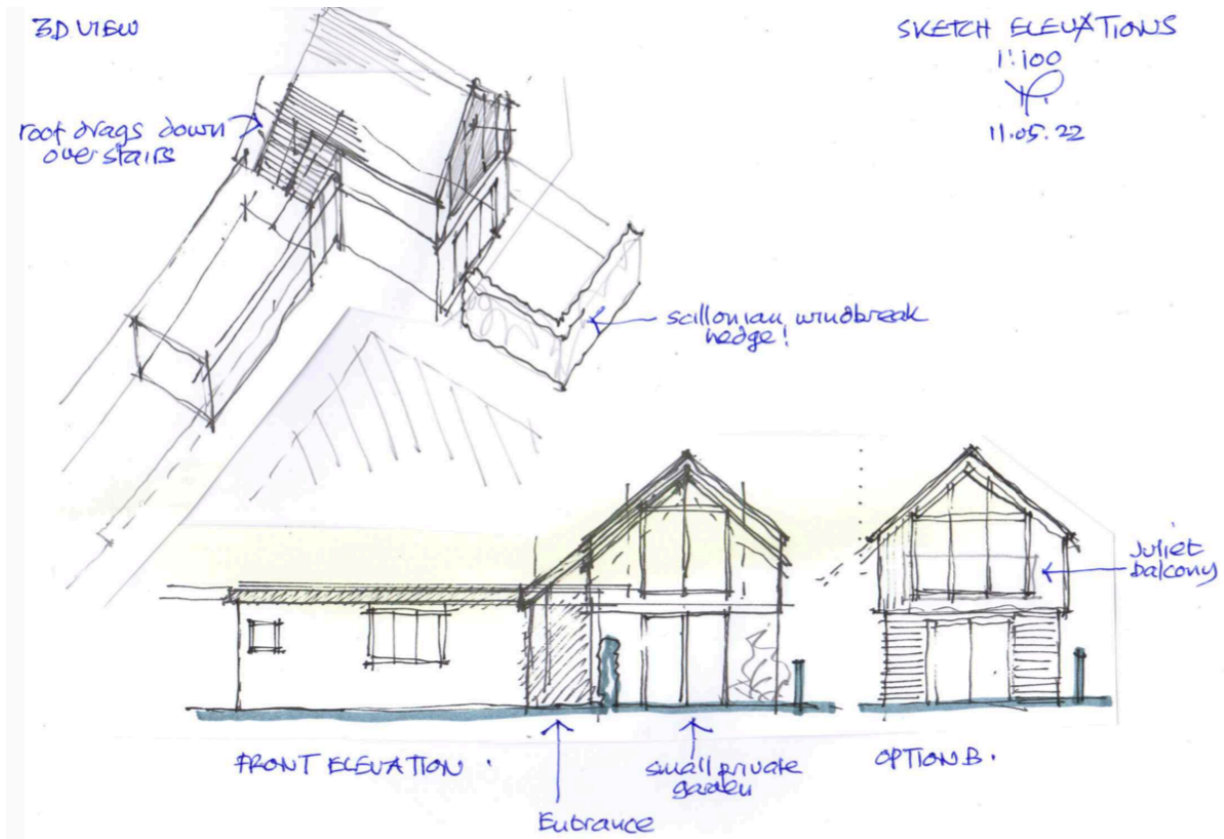 3D VIEW
SKETCH ELEVATIONS
1:100
11.05.22
roof drags down
over stairs
scillonian windbreak
hedge!
Juliet
balcony
FRONT ELEVATION.
small private
garden
OPTION B.
Entrance